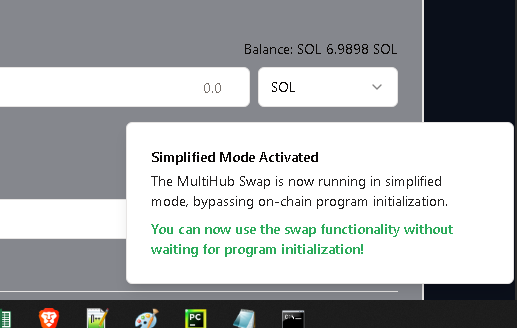 Balance: SOL 6.9898 SOL
0.0
SOL
Simplified Mode Activated
The MultiHub Swap is now running in simplified
mode, bypassing on-chain program initialization.
You can now use the swap functionality without
waiting for program initialization!
PC